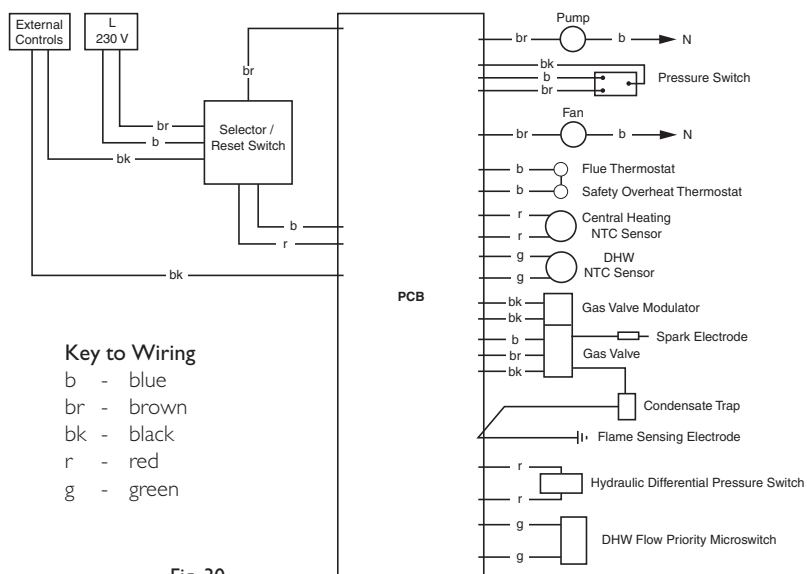 External
Controls
L
230 V
br
br
b
bk
Selector /
Reset Switch
b
r
bk
PCB
Pump
br
b
N
bk
b
br
Pressure Switch
Fan
br
b
N
b
Flue Thermostat
b
Safety Overheat Thermostat
r
r
Central Heating
NTC Sensor
g
g
DHW
NTC Sensor
bk
bk
Gas Valve Modulator
b
br
bk
Spark Electrode
Gas Valve
Condensate Trap
Flame Sensing Electrode
r
r
Hydraulic Differential Pressure Switch
g
g
DHW Flow Priority Microswitch
Key to Wiring
b - blue
br - brown
bk - black
r - red
g - green
Fig. 20